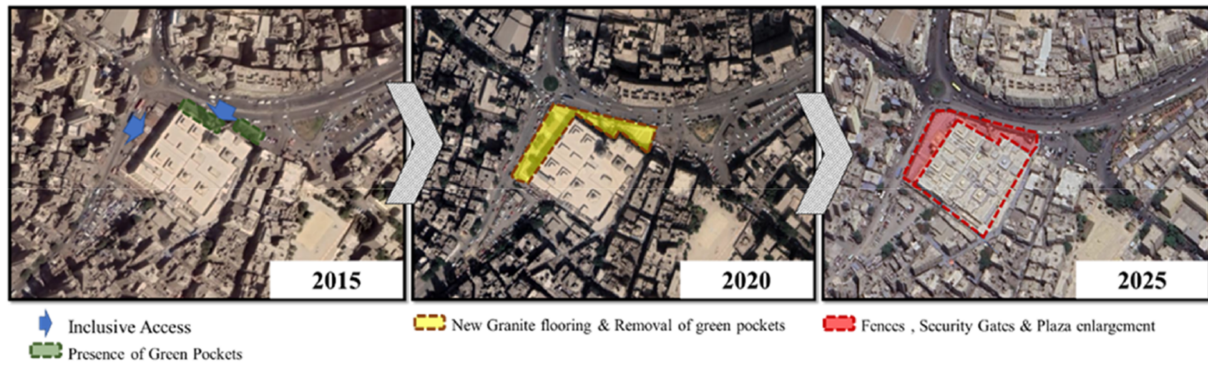 2015
2020
2025
Inclusive Access
New Granite flooring & Removal of green pockets
Fences , Security Gates & Plaza enlargement
Presence of Green Pockets